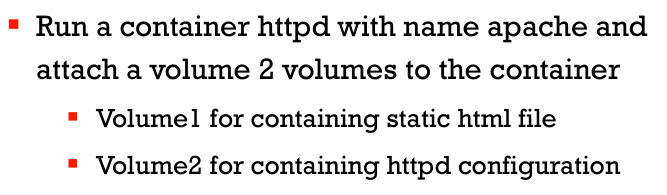 Run a container httpd with name apache and
attach a volume 2 volumes to the container
Volume1 for containing static html file
Volume2 for containing httpd configuration